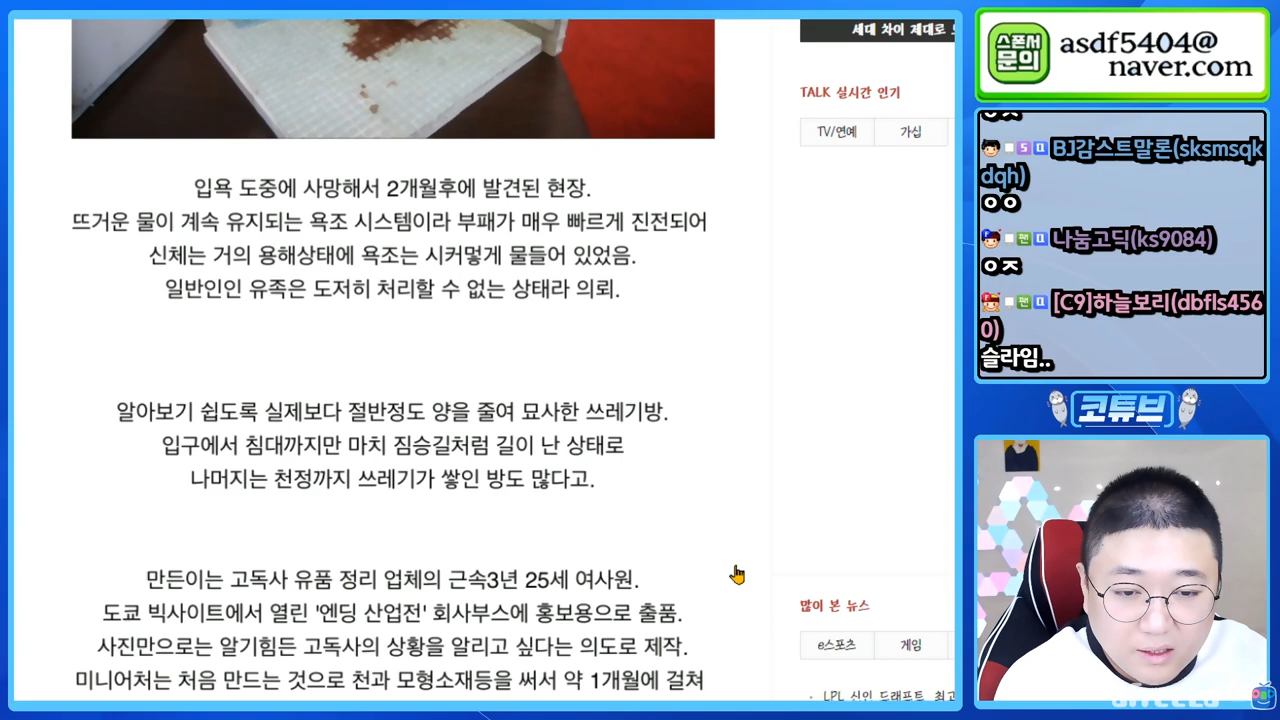 입욕 도중에 사망해서 2개월후에 발견된 현장.
뜨거운 물이 계속 유지되는 욕조 시스템이라 부패가 매우 빠르게 진전되어
신체는 거의 용해상태에 욕조는 시커멓게 물들어 있었음.
일반인인 유족은 도저히 처리할 수 없는 상태라 의뢰.
알아보기 쉽도록 실제보다 절반정도 양을 줄여 묘사한 쓰레기방.
입구에서 침대까지만 마치 짐승길처럼 길이 난 상태로
나머지는 천정까지 쓰레기가 쌓인 방도 많다고.
만든이는 고독사 유품 정리 업체의 근속3년 25세 여사원.
도쿄 빅사이트에서 열린 '엔딩 산업전' 회사부스에 홍보용으로 출품.
사진만으로는 알기힘든 고독사의 상황을 알리고 싶다는 의도로 제작.
미니어처는 처음 만드는 것으로 천과 모형소재등을 써서 약 1개월에 걸쳐
세대 차이 제대로
TALK 실시간 인기
TV/연예 가십
많이 본 뉴스
e스포츠 게임
LPL 신인 드래프트, 최고
스폰서
문의
asdf5404@
naver.com
BJ감스트말론(sksmsqk
dqh)
ㅇㅇ
나눔고딕(ks9084)
ㅇㅈ
[C9]하늘보리(dbfls456
0)
슬라임..
코튜브